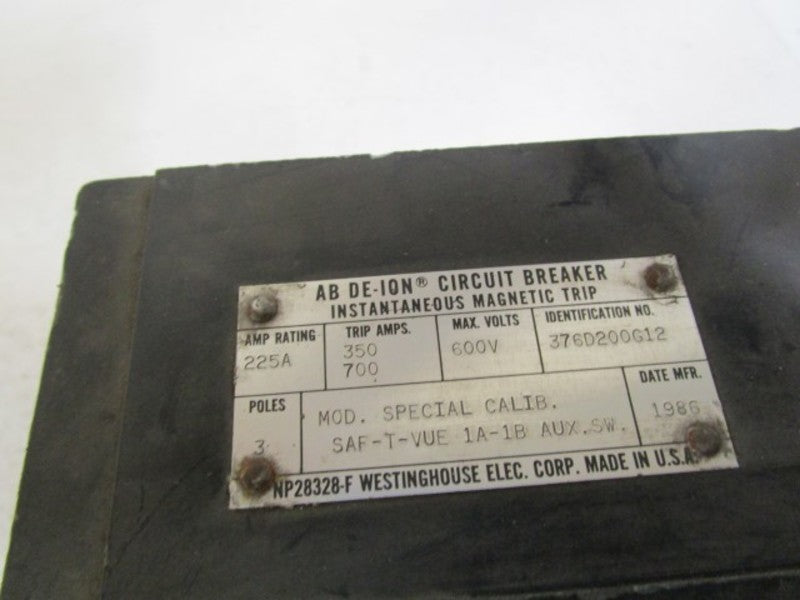 AB DE-ION® CIRCUIT BREAKER
INSTANTANEOUS MAGNETIC TRIP
AMP RATING
225A
TRIP AMPS.
350
700
MAX. VOLTS
600V
IDENTIFICATION NO.
376D200G12
POLES
3
MOD. SPECIAL CALIB.
SAF-T-VUE 1A-1B AUX.SW.
DATE MFR.
1986
NP28328-F WESTINGHOUSE ELEC. CORP. MADE IN U.S.A.